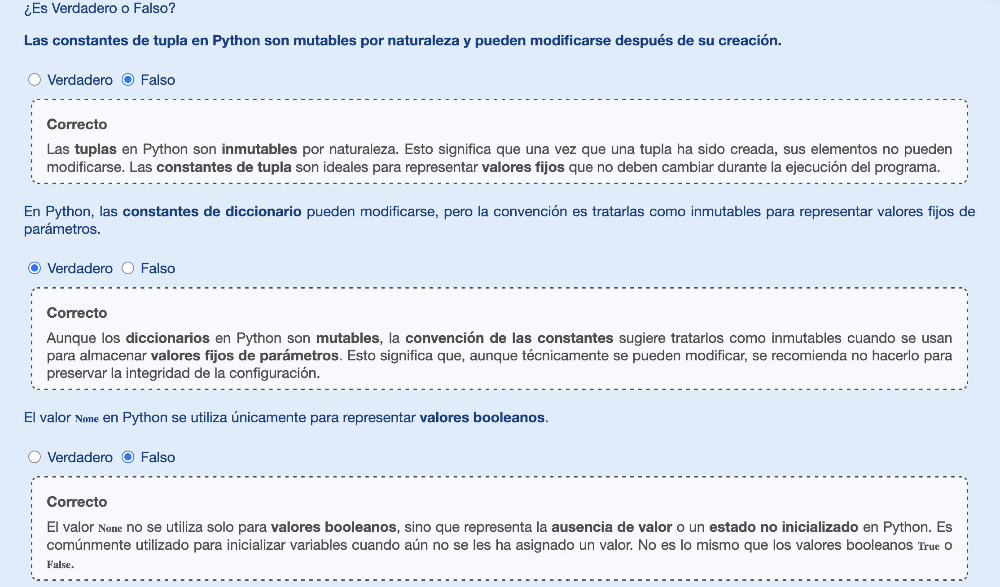 ¿Es Verdadero o Falso?
Las constantes de tupla en Python son mutables por naturaleza y pueden modificarse después de su creación.
Verdadero Falso
Correcto
Las tuplas en Python son inmutables por naturaleza. Esto significa que una vez que una tupla ha sido creada, sus elementos no pueden
modificarse. Las constantes de tupla son ideales para representar valores fijos que no deben cambiar durante la ejecución del programa.
En Python, las constantes de diccionario pueden modificarse, pero la convención es tratarlas como inmutables para representar valores fijos de
parámetros.
Verdadero Falso
Correcto
Aunque los diccionarios en Python son mutables, la convención de las constantes sugiere tratarlos como inmutables cuando se usan
para almacenar valores fijos de parámetros. Esto significa que, aunque técnicamente se pueden modificar, se recomienda no hacerlo para
preservar la integridad de la configuración.
El valor None en Python se utiliza únicamente para representar valores booleanos.
Verdadero Falso
Correcto
El valor None no se utiliza solo para valores booleanos, sino que representa la ausencia de valor o un estado no inicializado en Python. Es
comúnmente utilizado para inicializar variables cuando aún no se les ha asignado un valor. No es lo mismo que los valores booleanos True o
False.